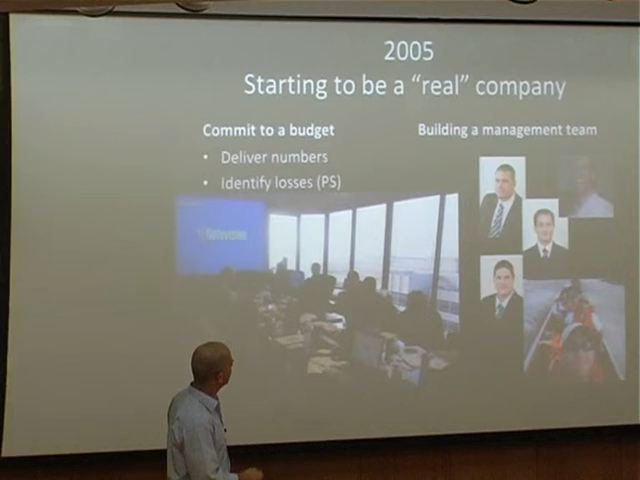 2005
Starting to be a “real” company
Commit to a budget
• Deliver numbers
• Identify losses (PS)
Building a management team